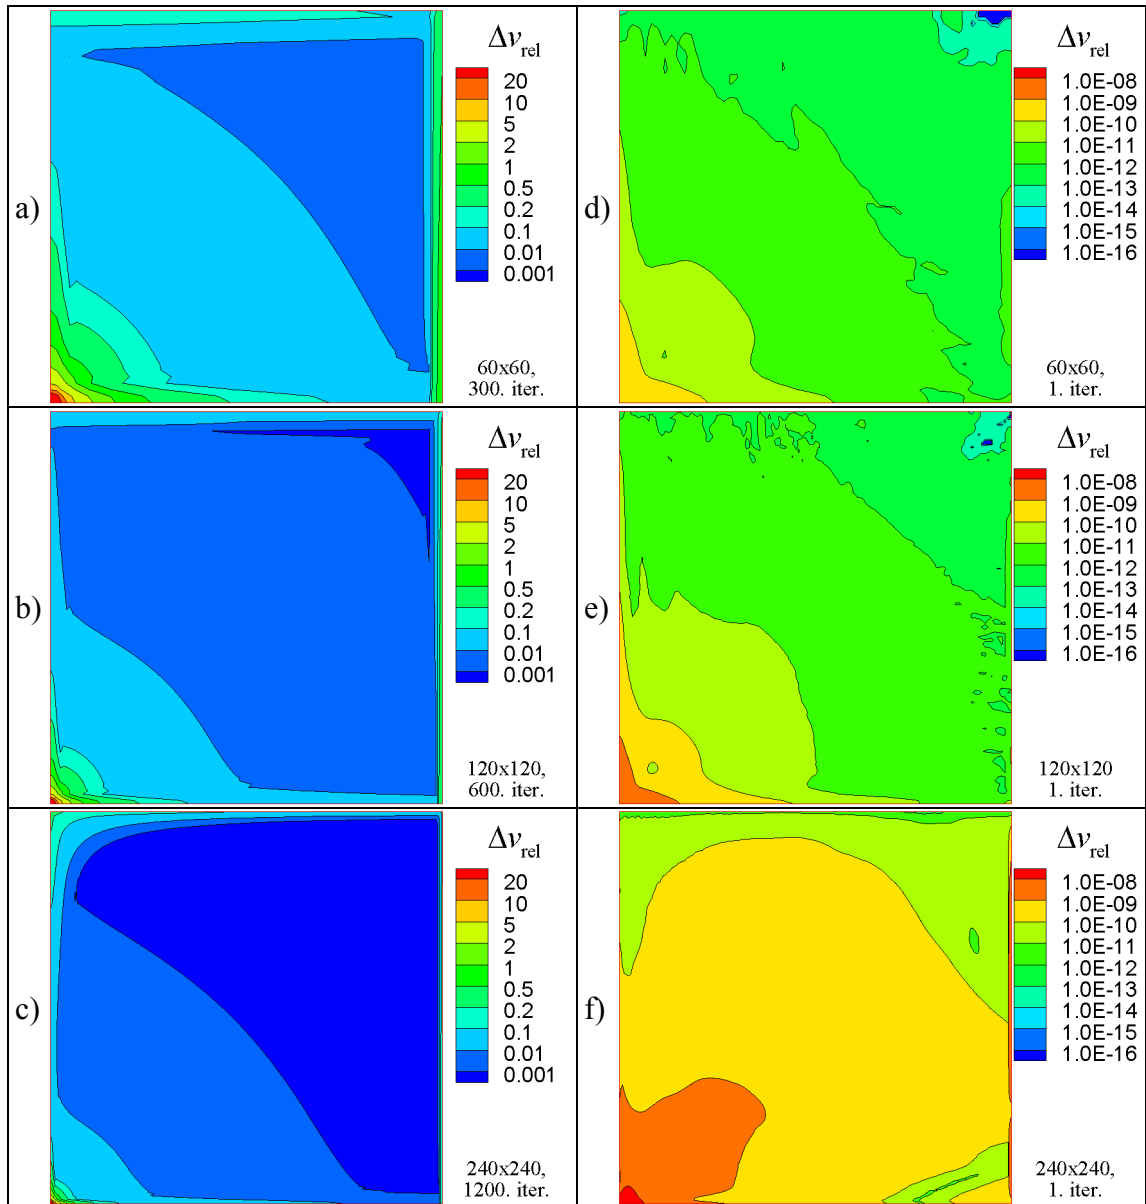 a)
Δv_rel
20
10
5
2
1
0.5
0.2
0.1
0.01
0.001
60x60,
300. iter.
d)
Δv_rel
1.0E-08
1.0E-09
1.0E-10
1.0E-11
1.0E-12
1.0E-13
1.0E-14
1.0E-15
1.0E-16
60x60,
1. iter.
b)
Δv_rel
20
10
5
2
1
0.5
0.2
0.1
0.01
0.001
120x120,
600. iter.
e)
Δv_rel
1.0E-08
1.0E-09
1.0E-10
1.0E-11
1.0E-12
1.0E-13
1.0E-14
1.0E-15
1.0E-16
120x120
1. iter.
c)
Δv_rel
20
10
5
2
1
0.5
0.2
0.1
0.01
0.001
240x240,
1200. iter.
f)
Δv_rel
1.0E-08
1.0E-09
1.0E-10
1.0E-11
1.0E-12
1.0E-13
1.0E-14
1.0E-15
1.0E-16
240x240,
1. iter.